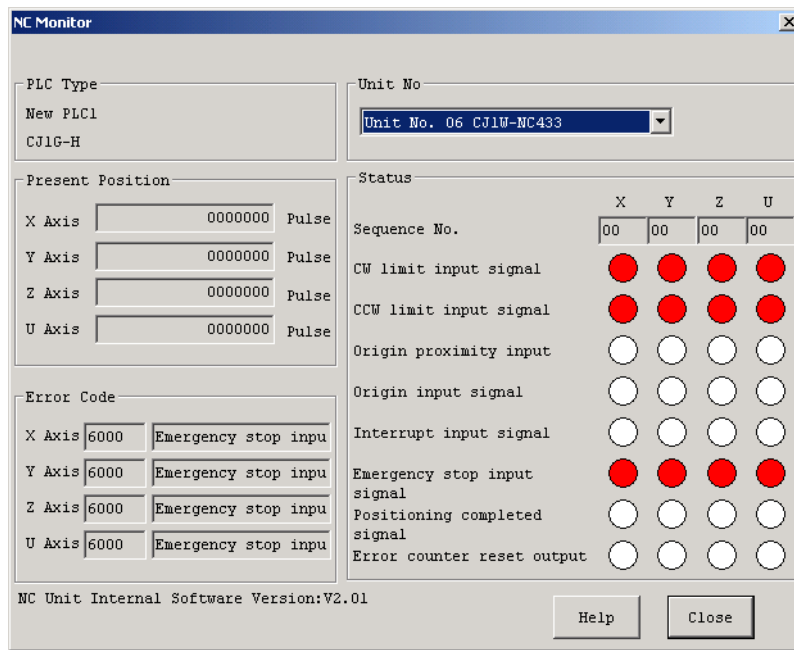 NC Monitor
PLC Type
New PLC1
CJ1G-H
Unit No
Unit No. 06 CJ1W-NC433
Present Position
X Axis 0000000 Pulse
Y Axis 0000000 Pulse
Z Axis 0000000 Pulse
U Axis 0000000 Pulse
Error Code
X Axis 6000 Emergency stop inpu
Y Axis 6000 Emergency stop inpu
Z Axis 6000 Emergency stop inpu
U Axis 6000 Emergency stop inpu
Status
X Y Z U
Sequence No. 00 00 00 00
CW limit input signal
CCW limit input signal
Origin proximity input
Origin input signal
Interrupt input signal
Emergency stop input
signal
Positioning completed
signal
Error counter reset output
NC Unit Internal Software Version:V2.01
Help Close